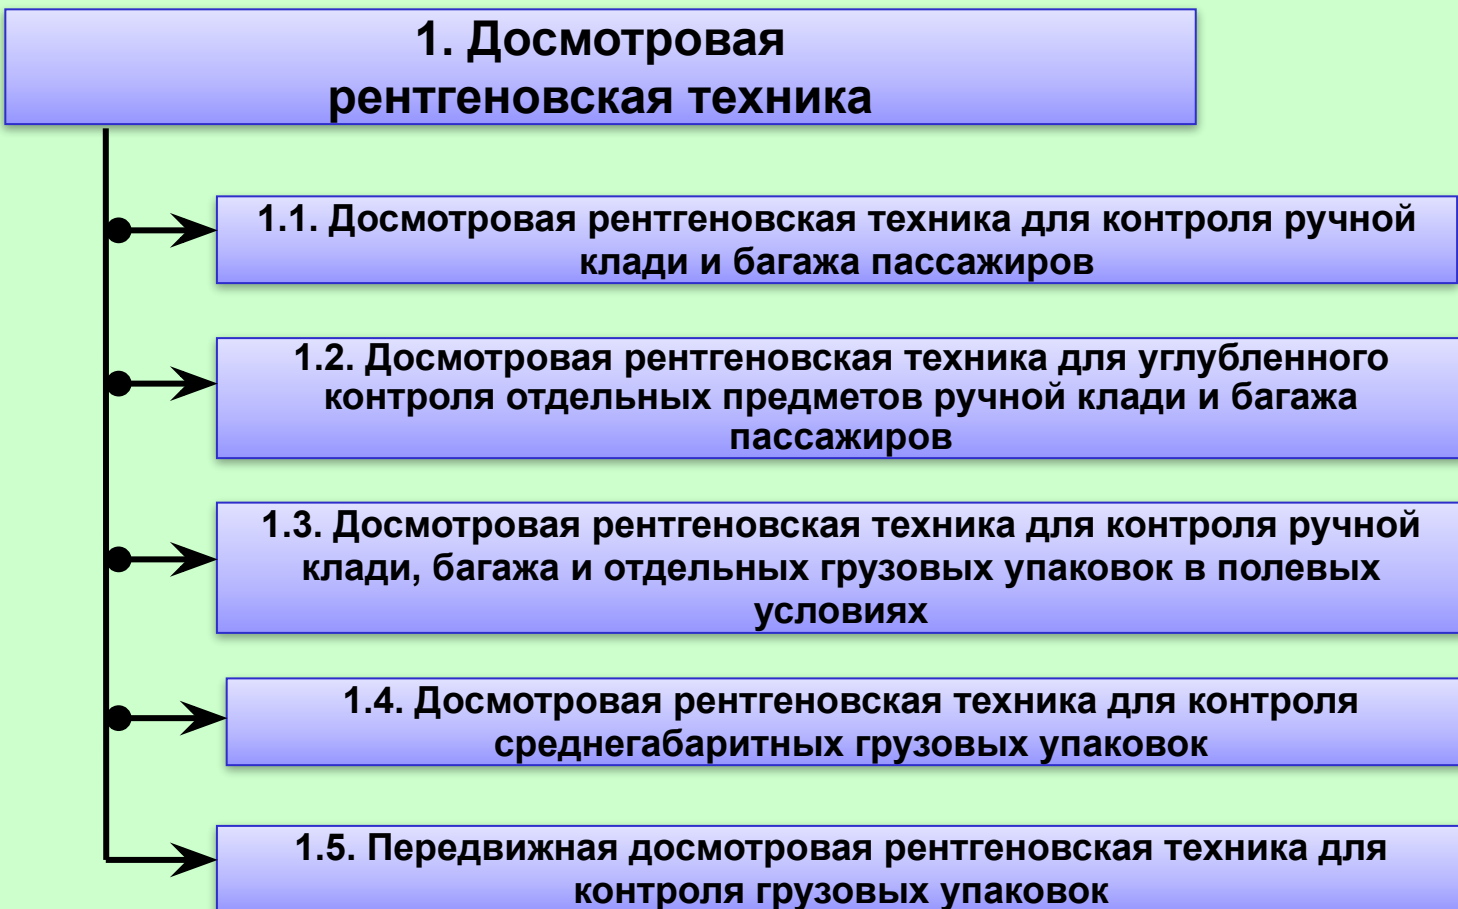 1. Досмотровая
рентгеновская техника
1.1. Досмотровая рентгеновская техника для контроля ручной
клади и багажа пассажиров
1.2. Досмотровая рентгеновская техника для углубленного
контроля отдельных предметов ручной клади и багажа
пассажиров
1.3. Досмотровая рентгеновская техника для контроля ручной
клади, багажа и отдельных грузовых упаковок в полевых
условиях
1.4. Досмотровая рентгеновская техника для контроля
среднегабаритных грузовых упаковок
1.5. Передвижная досмотровая рентгеновская техника для
контроля грузовых упаковок